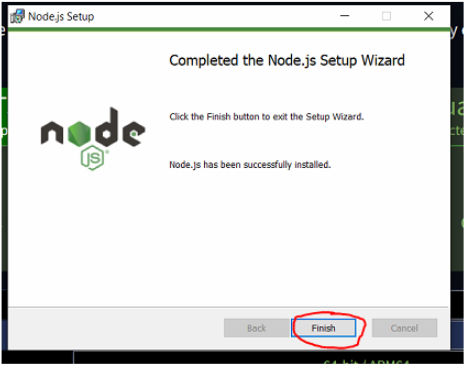 Node.js Setup
Completed the Node.js Setup Wizard
Click the Finish button to exit the Setup Wizard.
node
JS
Node.js has been successfully installed.
Back Finish Cancel
64-bit / ARM64